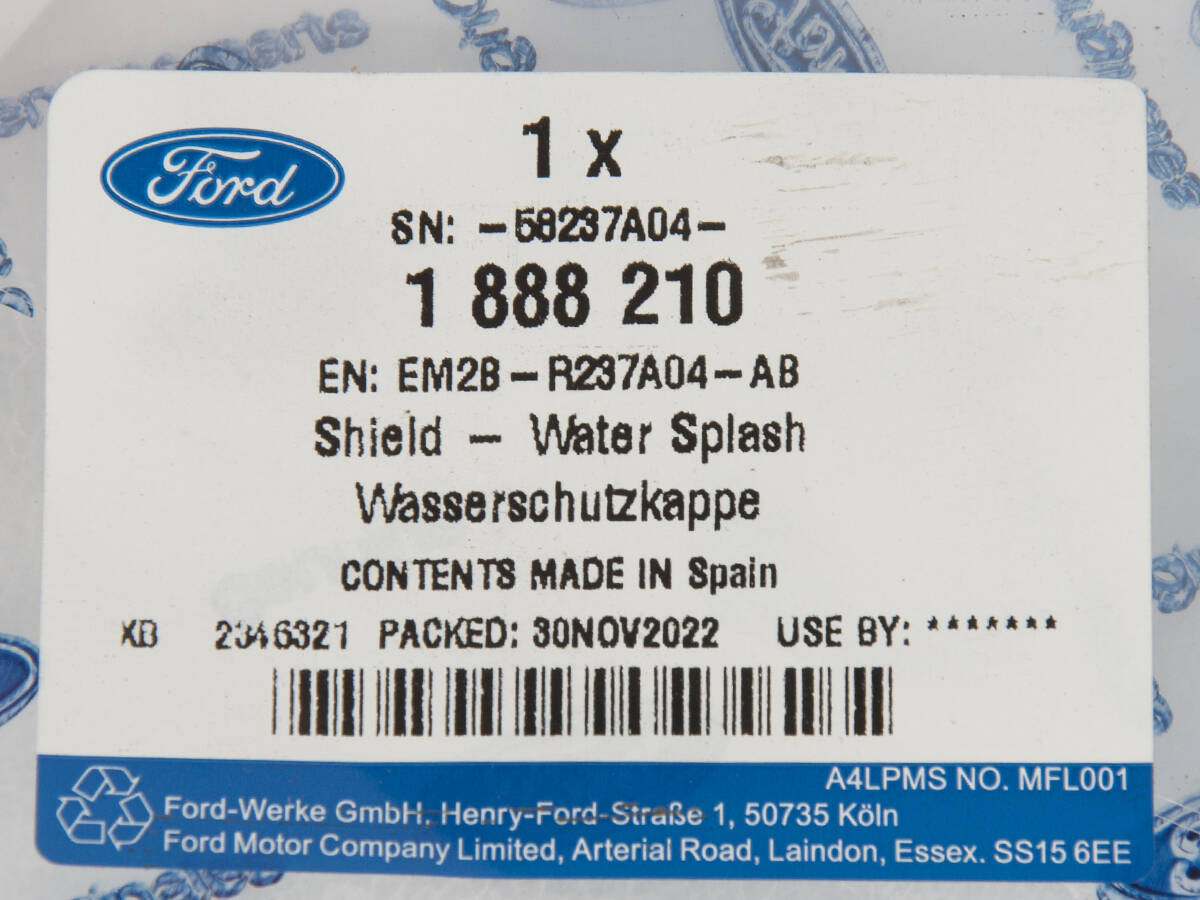 Ford
1 x
SN: -58237A04-
1 888 210
EN: EM2B-R237A04-AB
Shield - Water Splash
Wasserschutzkappe
CONTENTS MADE IN Spain
XB 2346321 PACKED: 30NOV2022 USE BY: *******
A4LPMS NO. MFL001
Ford-Werke GmbH, Henry-Ford-Straße 1, 50735 Köln
Ford Motor Company Limited, Arterial Road, Laindon, Essex. SS15 6EE